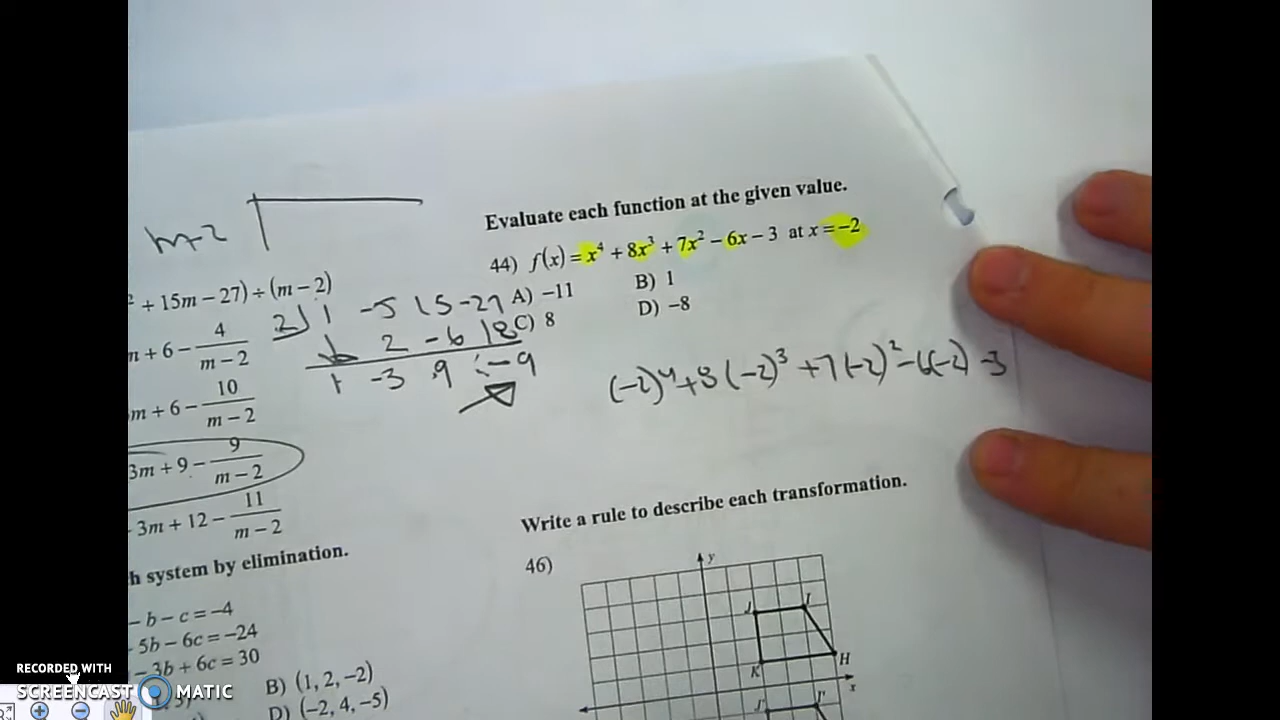 m-2
² + 15m − 27) ÷ (m − 2)
m + 6 − 4/(m − 2)
m + 6 − 10/(m − 2)
3m + 9 − 9/(m − 2)
3m + 12 − 11/(m − 2)
2 1 -5 15 -27
2 -6 18
1 -3 9 -9
h system by elimination.
− b − c = −4
5b − 6c = −24
− 3b + 6c = 30
B) (1, 2, −2)
D) (−2, 4, −5)
Evaluate each function at the given value.
44) f(x) = x⁴ + 8x³ + 7x² − 6x − 3 at x = −2
A) −11 B) 1
C) 8 D) −8
(-2)⁴+8(-2)³+7(-2)²-6(-2)-3
Write a rule to describe each transformation.
46)
y
J I
K H
x
J' I'
RECORDED WITH
SCREENCAST MATIC